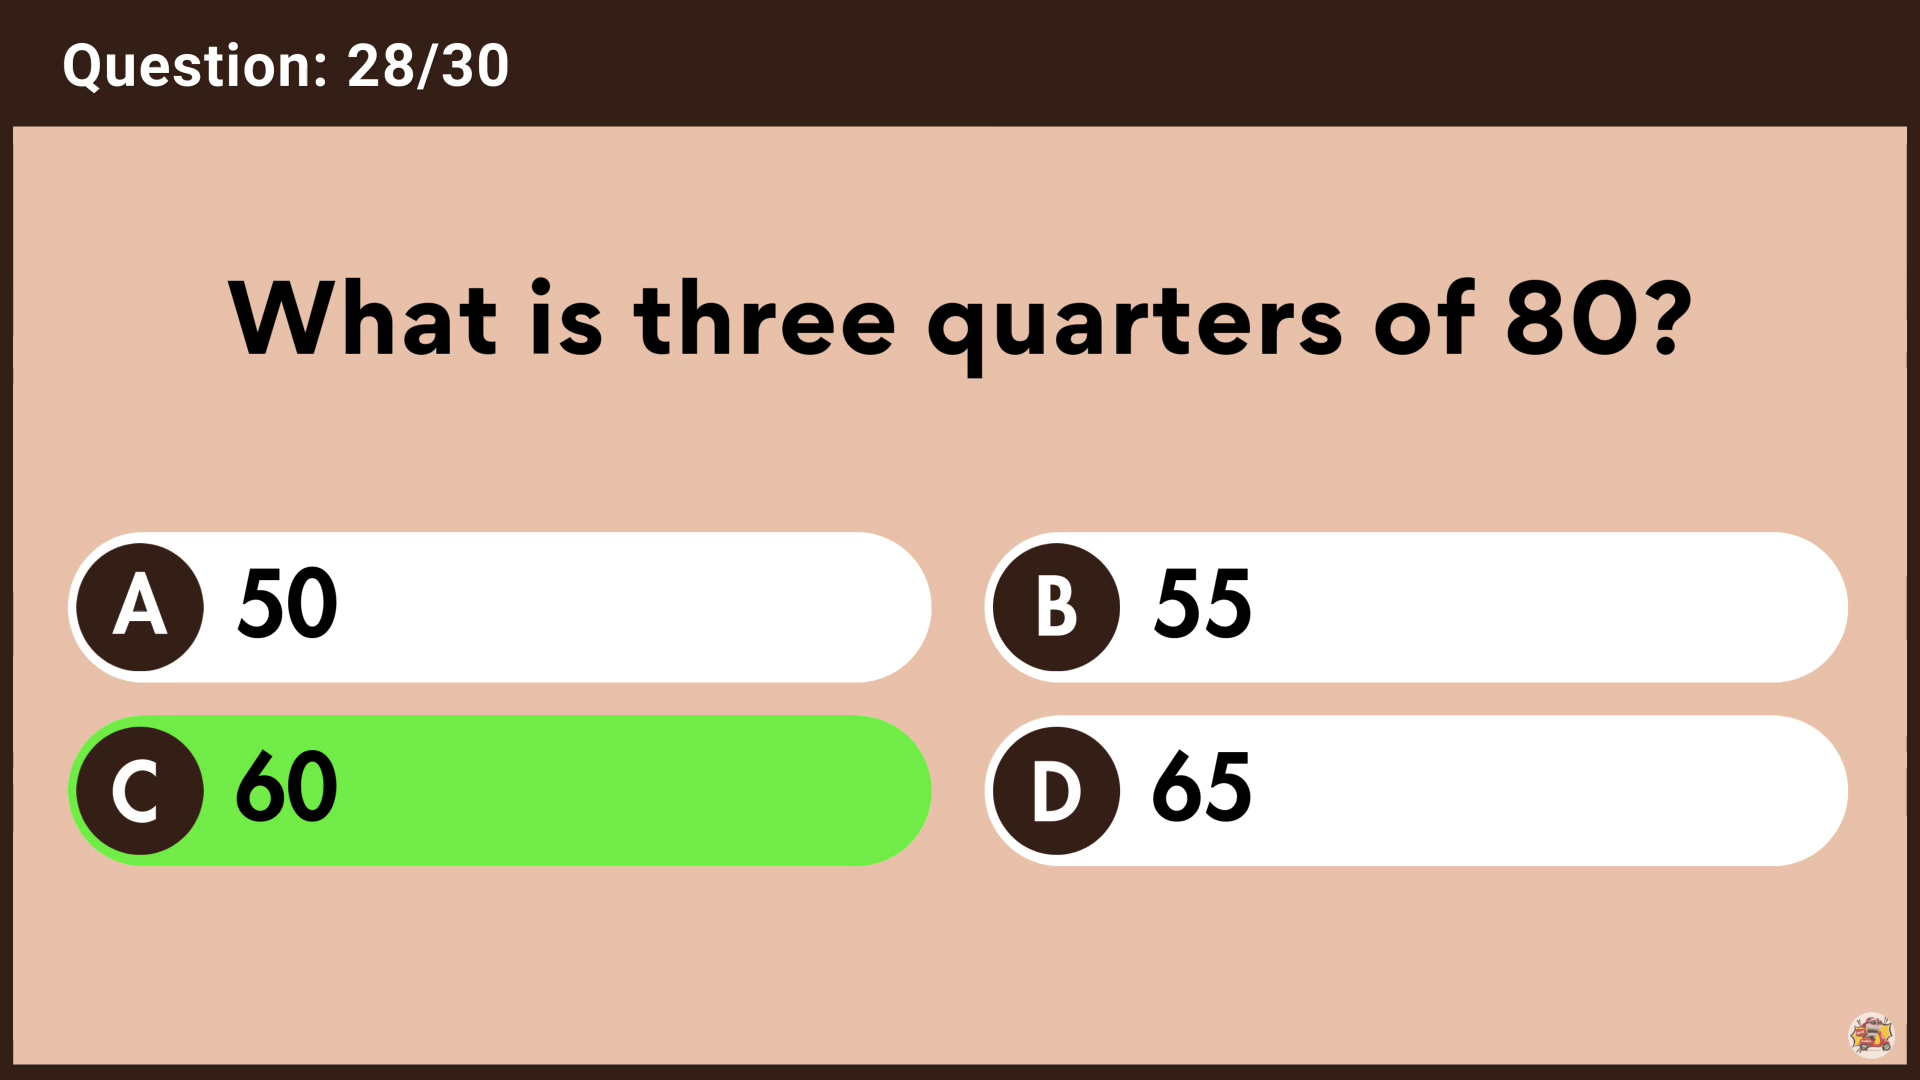 Question: 28/30
What is three quarters of 80?
A 50
B 55
C 60
D 65